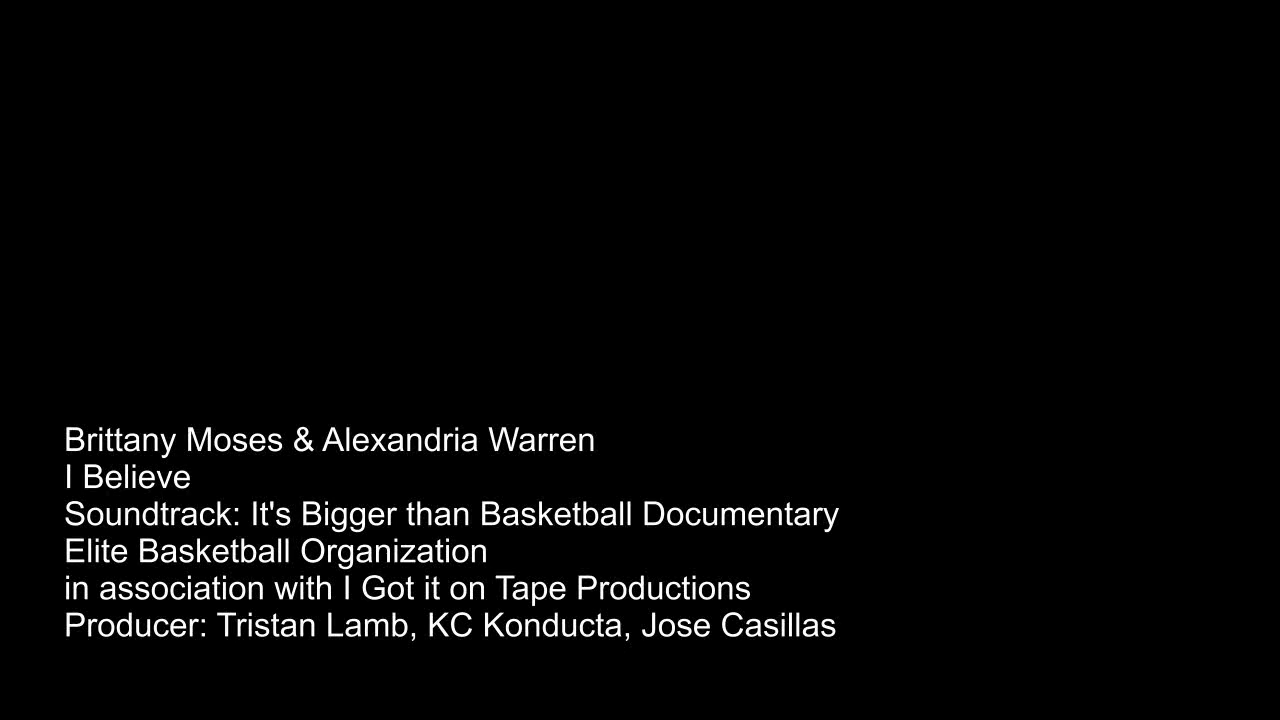 Brittany Moses & Alexandria Warren
I Believe
Soundtrack: It's Bigger than Basketball Documentary
Elite Basketball Organization
in association with I Got it on Tape Productions
Producer: Tristan Lamb, KC Konducta, Jose Casillas